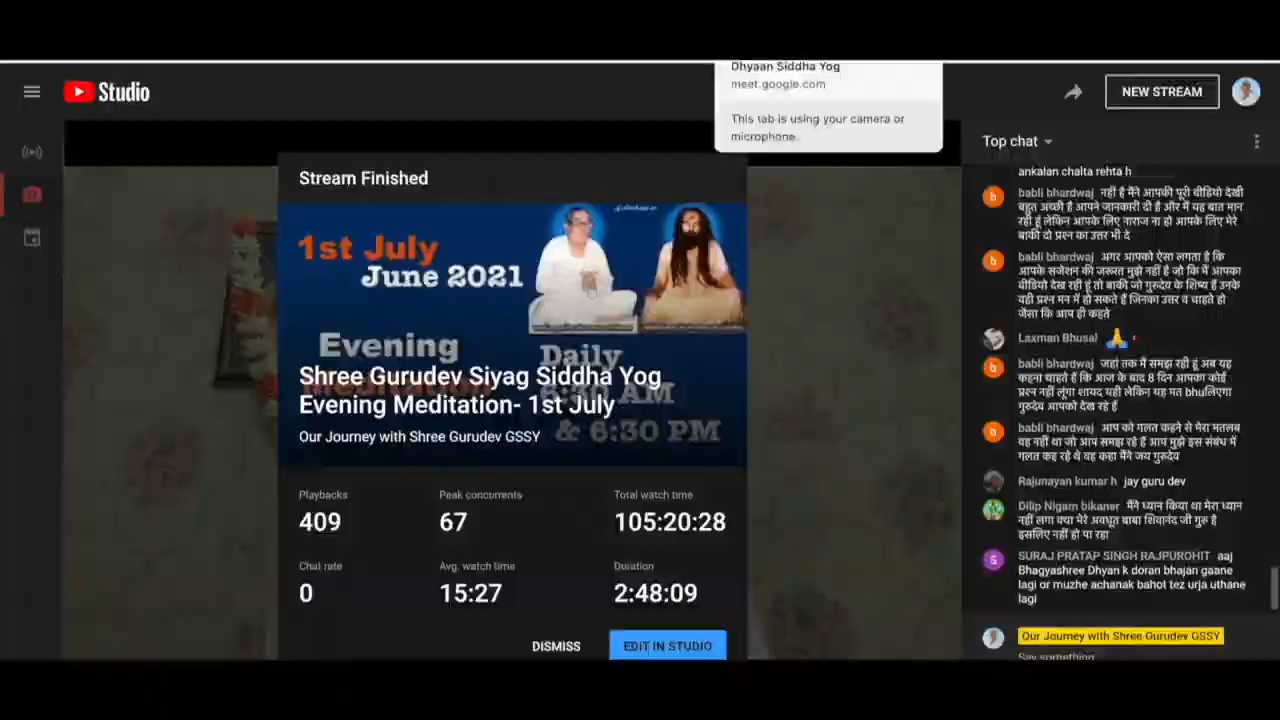 Studio
Dhyaan Siddha Yog
meet.google.com
This tab is using your camera or
microphone.
NEW STREAM
Stream Finished
1st July
June 2021
Evening
Daily
6:30 AM
& 6:30 PM
Shree Gurudev Siyag Siddha Yog
Evening Meditation- 1st July
Our Journey with Shree Gurudev GSSY
Playbacks
409
Peak concurrents
67
Total watch time
105:20:28
Chat rate
0
Avg. watch time
15:27
Duration
2:48:09
DISMISS
EDIT IN STUDIO
Top chat
ankalan chalta rehta h
babli bhardwaj नहीं है मैंने आपकी पूरी वीडियो देखी
बहुत अच्छी है आपने जानकारी दी है और मैं यह बात मान
रही हूं लेकिन आपके लिए नाराज ना हो आपके लिए मेरे
बाकी दो प्रश्न का उत्तर भी दे
babli bhardwaj अगर आपको ऐसा लगता है कि
आपके सजेशन की जरूरत मुझे नहीं है जो कि मैं आपका
वीडियो देख रही हूं तो बाकी जो गुरुदेव के शिष्य हैं उनके
वही प्रश्न मन में हो सकते हैं जिनका उत्तर व चाहते हो
जैसा कि आप ही कहते
Laxman Bhusal 🙏
babli bhardwaj जहां तक मैं समझ रही हूं अब यह
कहना चाहते हैं कि आज के बाद 8 दिन आपका कोई
प्रश्न नहीं लूंगा शायद यही लेकिन यह मत bhuलिएगा
गुरुदेव आपको देख रहे हैं
babli bhardwaj आप को गलत कहने से मेरा मतलब
वह नहीं था जो आप समझ रहे हैं आप मुझे इस संबंध में
गलत कह रहे थे वह कहा मैंने जय गुरुदेव
Rajunayan kumar h jay guru dev
Dilip Nigam bikaner मैंने ध्यान किया था मेरा ध्यान
नहीं लगा क्या मेरे अवधूत बाबा शिवानंद जी गुरु है
इसलिए नहीं हो पा रहा
SURAJ PRATAP SINGH RAJPUROHIT aaj
Bhagyashree Dhyan k doran bhajan gaane
lagi or muzhe achanak bahot tez urja uthane
lagi
Our Journey with Shree Gurudev GSSY
Say something